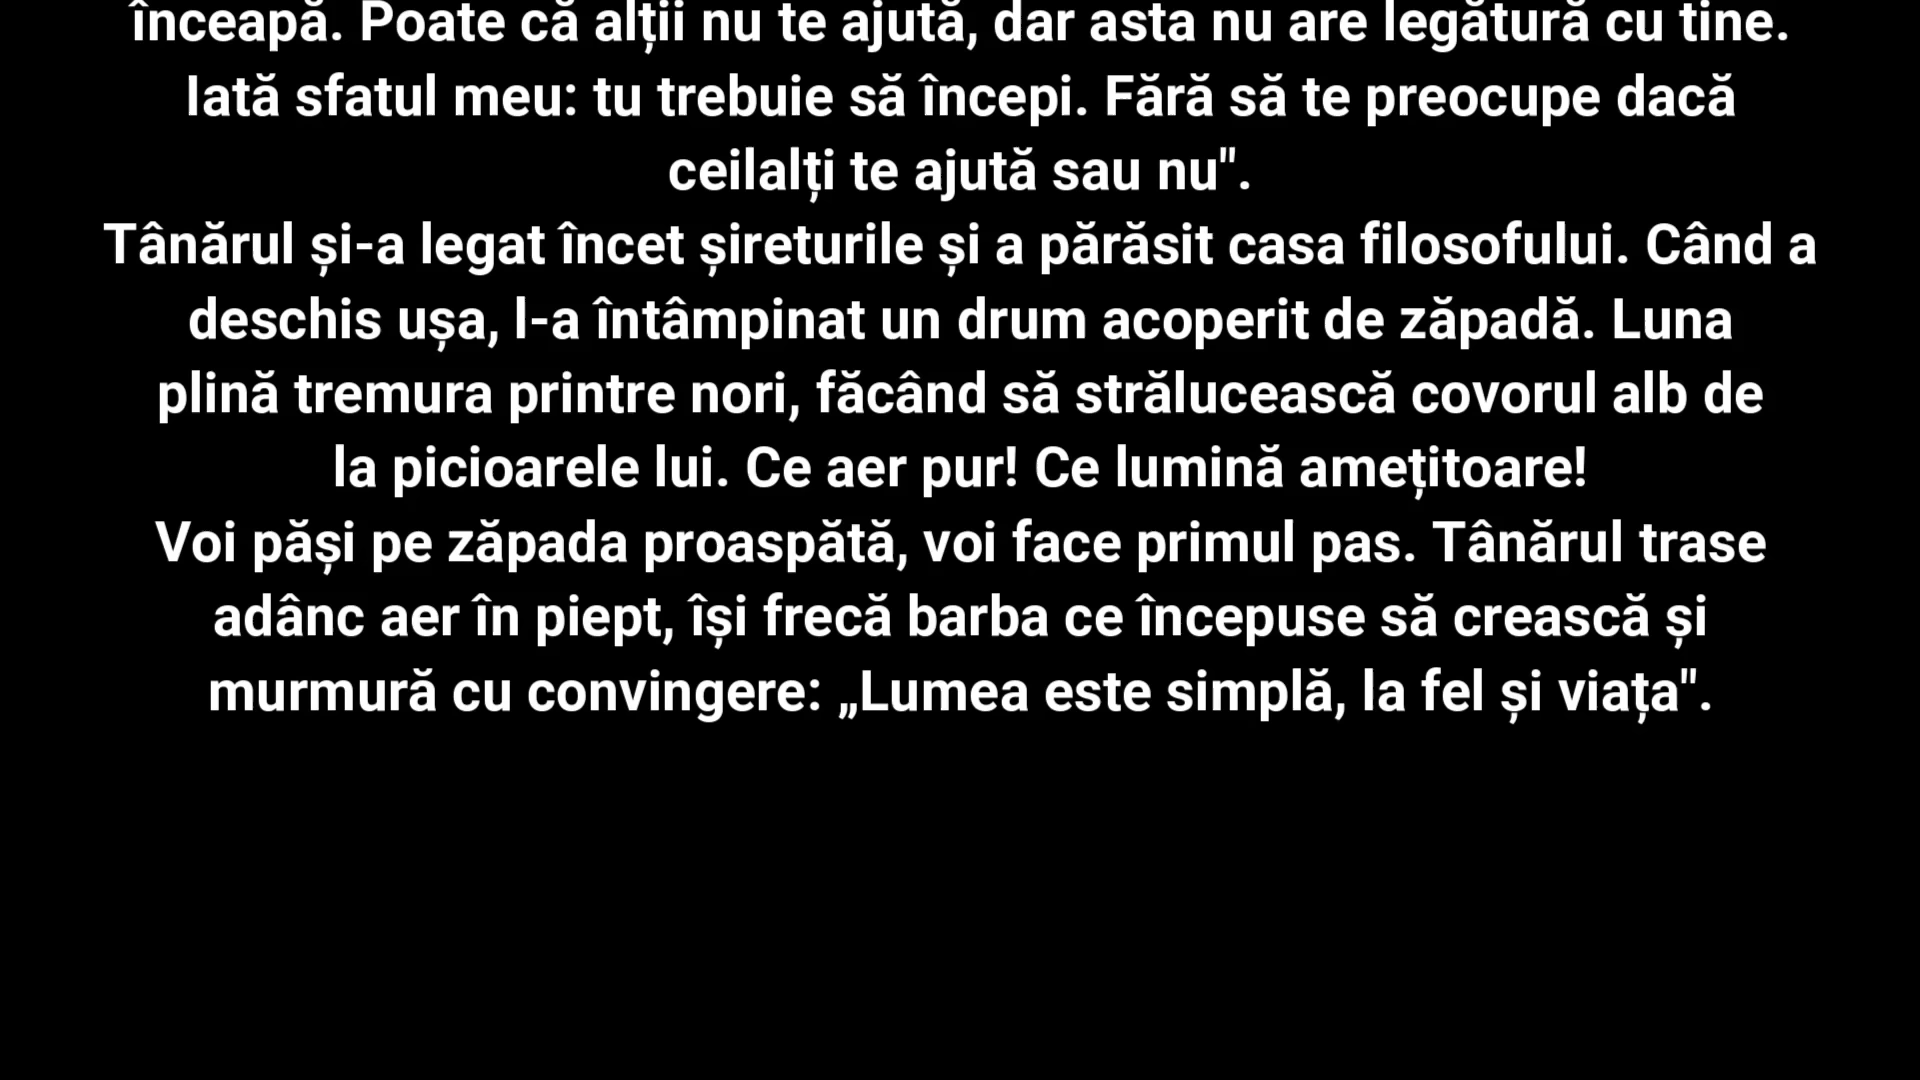 înceapă. Poate că alții nu te ajută, dar asta nu are legătură cu tine.
Iată sfatul meu: tu trebuie să începi. Fără să te preocupe dacă
ceilalți te ajută sau nu".
Tânărul și-a legat încet șireturile și a părăsit casa filosofului. Când a
deschis ușa, l-a întâmpinat un drum acoperit de zăpadă. Luna
plină tremura printre nori, făcând să strălucească covorul alb de
la picioarele lui. Ce aer pur! Ce lumină amețitoare!
Voi păși pe zăpada proaspătă, voi face primul pas. Tânărul trase
adânc aer în piept, își frecă barba ce începuse să crească și
murmură cu convingere: „Lumea este simplă, la fel și viața".